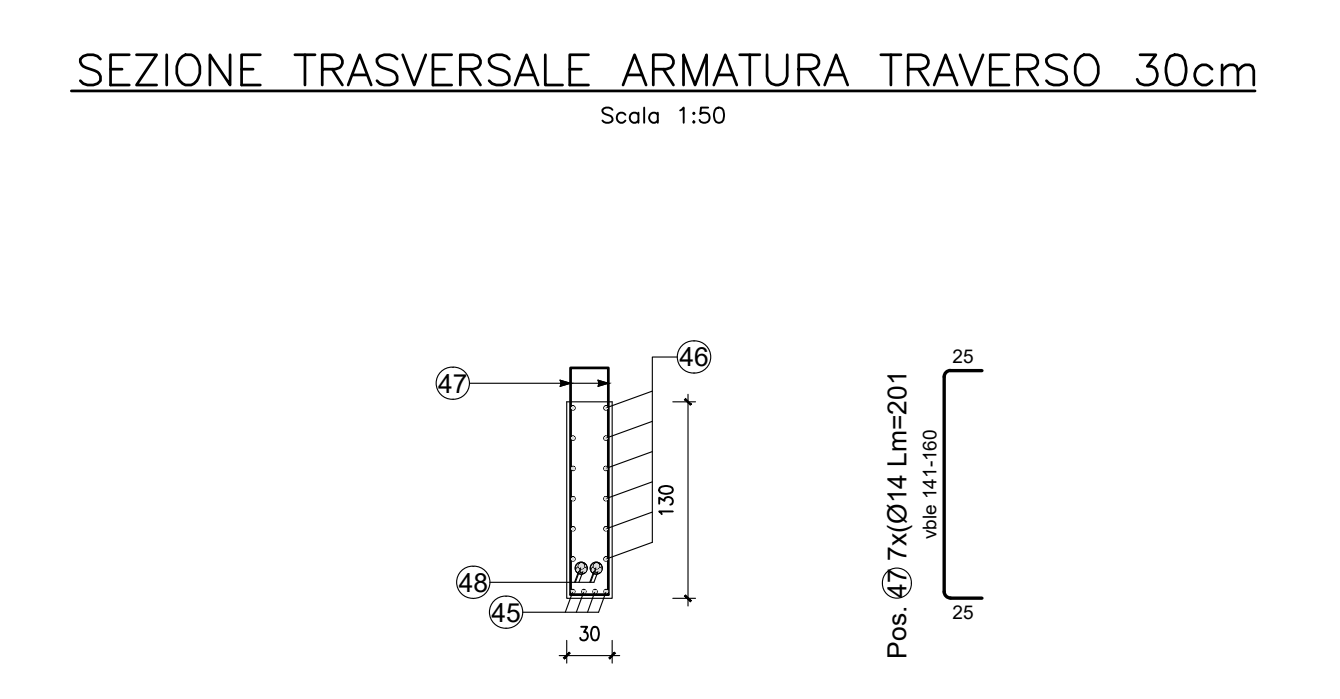 SEZIONE TRASVERSALE ARMATURA TRAVERSO 30cm
Scala 1:50
46
47
130
48
45
30
Pos. 47 7x(Ø14 Lm=201
vble 141-160
25
25